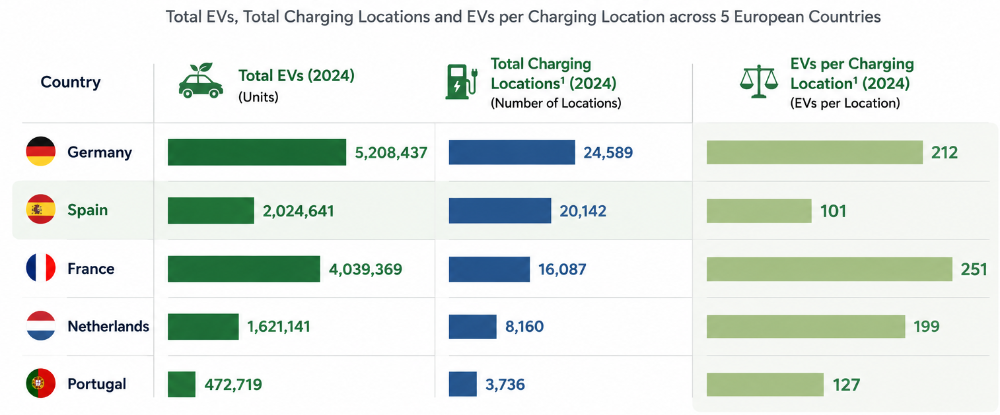 Total EVs, Total Charging Locations and EVs per Charging Location across 5 European Countries
Country
Total EVs (2024)
(Units)
Total Charging
Locations¹ (2024)
(Number of Locations)
EVs per Charging
Location¹ (2024)
(EVs per Location)
Germany 5,208,437 24,589 212
Spain 2,024,641 20,142 101
France 4,039,369 16,087 251
Netherlands 1,621,141 8,160 199
Portugal 472,719 3,736 127